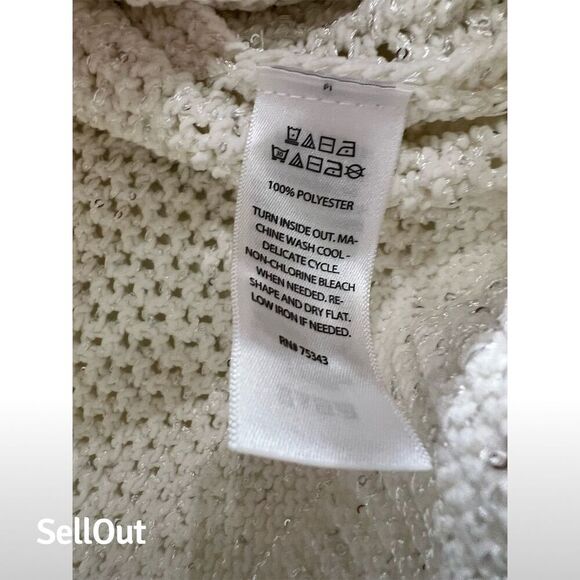 100% POLYESTER
TURN INSIDE OUT. MA-
CHINE WASH COOL -
DELICATE CYCLE.
NON-CHLORINE BLEACH
WHEN NEEDED. RE-
SHAPE AND DRY FLAT.
LOW IRON IF NEEDED.
RN# 75343
SellOut